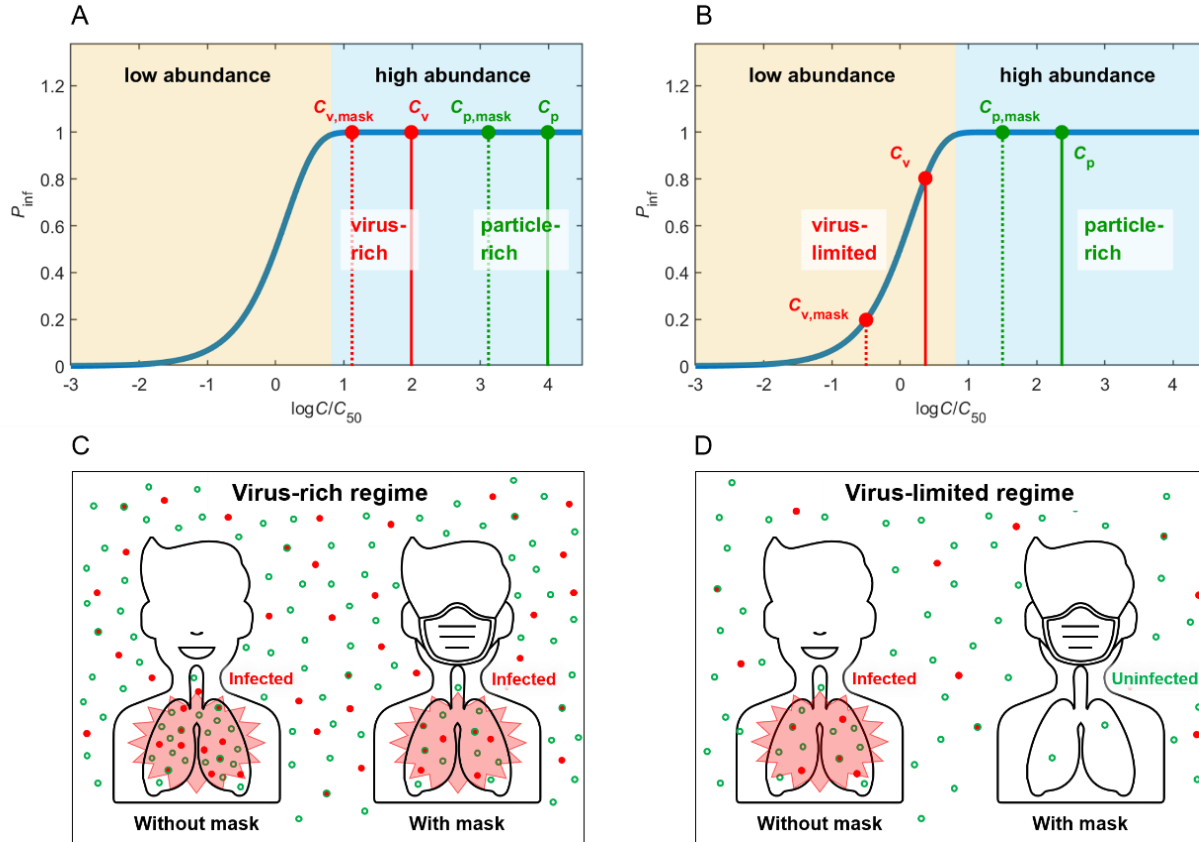 A
low abundance
high abundance
C_v,mask
C_v
C_p,mask
C_p
virus-
rich
particle-
rich
P_inf
1.2
1
0.8
0.6
0.4
0.2
0
-3
-2
-1
0
1
2
3
4
logC/C_50
B
low abundance
high abundance
C_p,mask
C_v
C_p
virus-
limited
particle-
rich
C_v,mask
P_inf
1.2
1
0.8
0.6
0.4
0.2
0
-3
-2
-1
0
1
2
3
4
logC/C_50
C
Virus-rich regime
Infected
Infected
Without mask
With mask
D
Virus-limited regime
Infected
Uninfected
Without mask
With mask